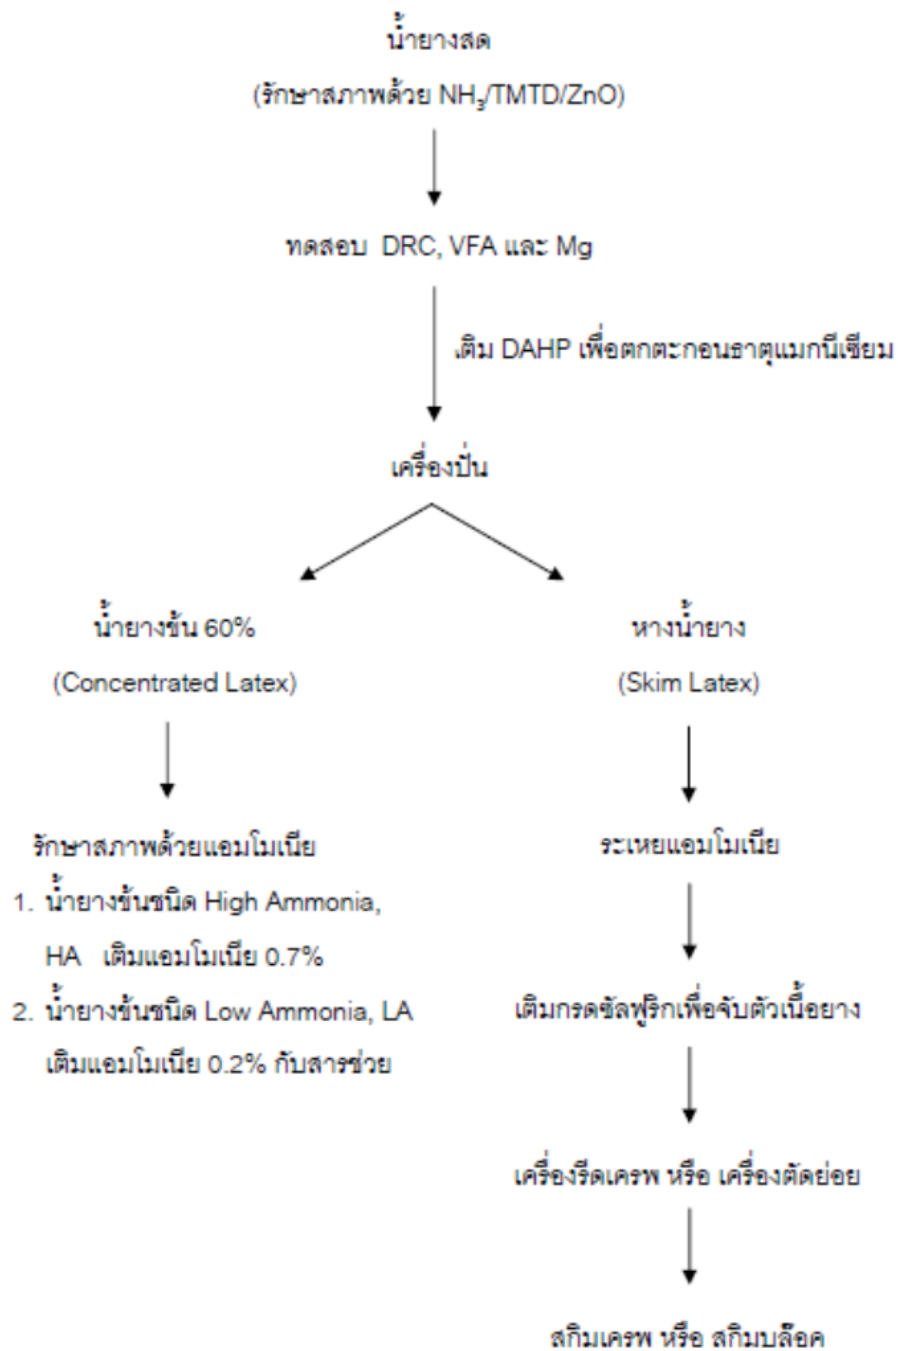 น้ำยางสด
(รักษาสภาพด้วย NH₃/TMTD/ZnO)
ทดสอบ DRC, VFA และ Mg
เติม DAHP เพื่อตกตะกอนธาตุแมกนีเซียม
เครื่องปั่น
น้ำยางข้น 60%
(Concentrated Latex)
รักษาสภาพด้วยแอมโมเนีย
1. น้ำยางข้นชนิด High Ammonia,
HA เติมแอมโมเนีย 0.7%
2. น้ำยางข้นชนิด Low Ammonia, LA
เติมแอมโมเนีย 0.2% กับสารช่วย
หางน้ำยาง
(Skim Latex)
ระเหยแอมโมเนีย
เติมกรดซัลฟูริกเพื่อจับตัวเนื้อยาง
เครื่องรีดเครพ หรือ เครื่องตัดย่อย
สกิมเครพ หรือ สกิมบล๊อค